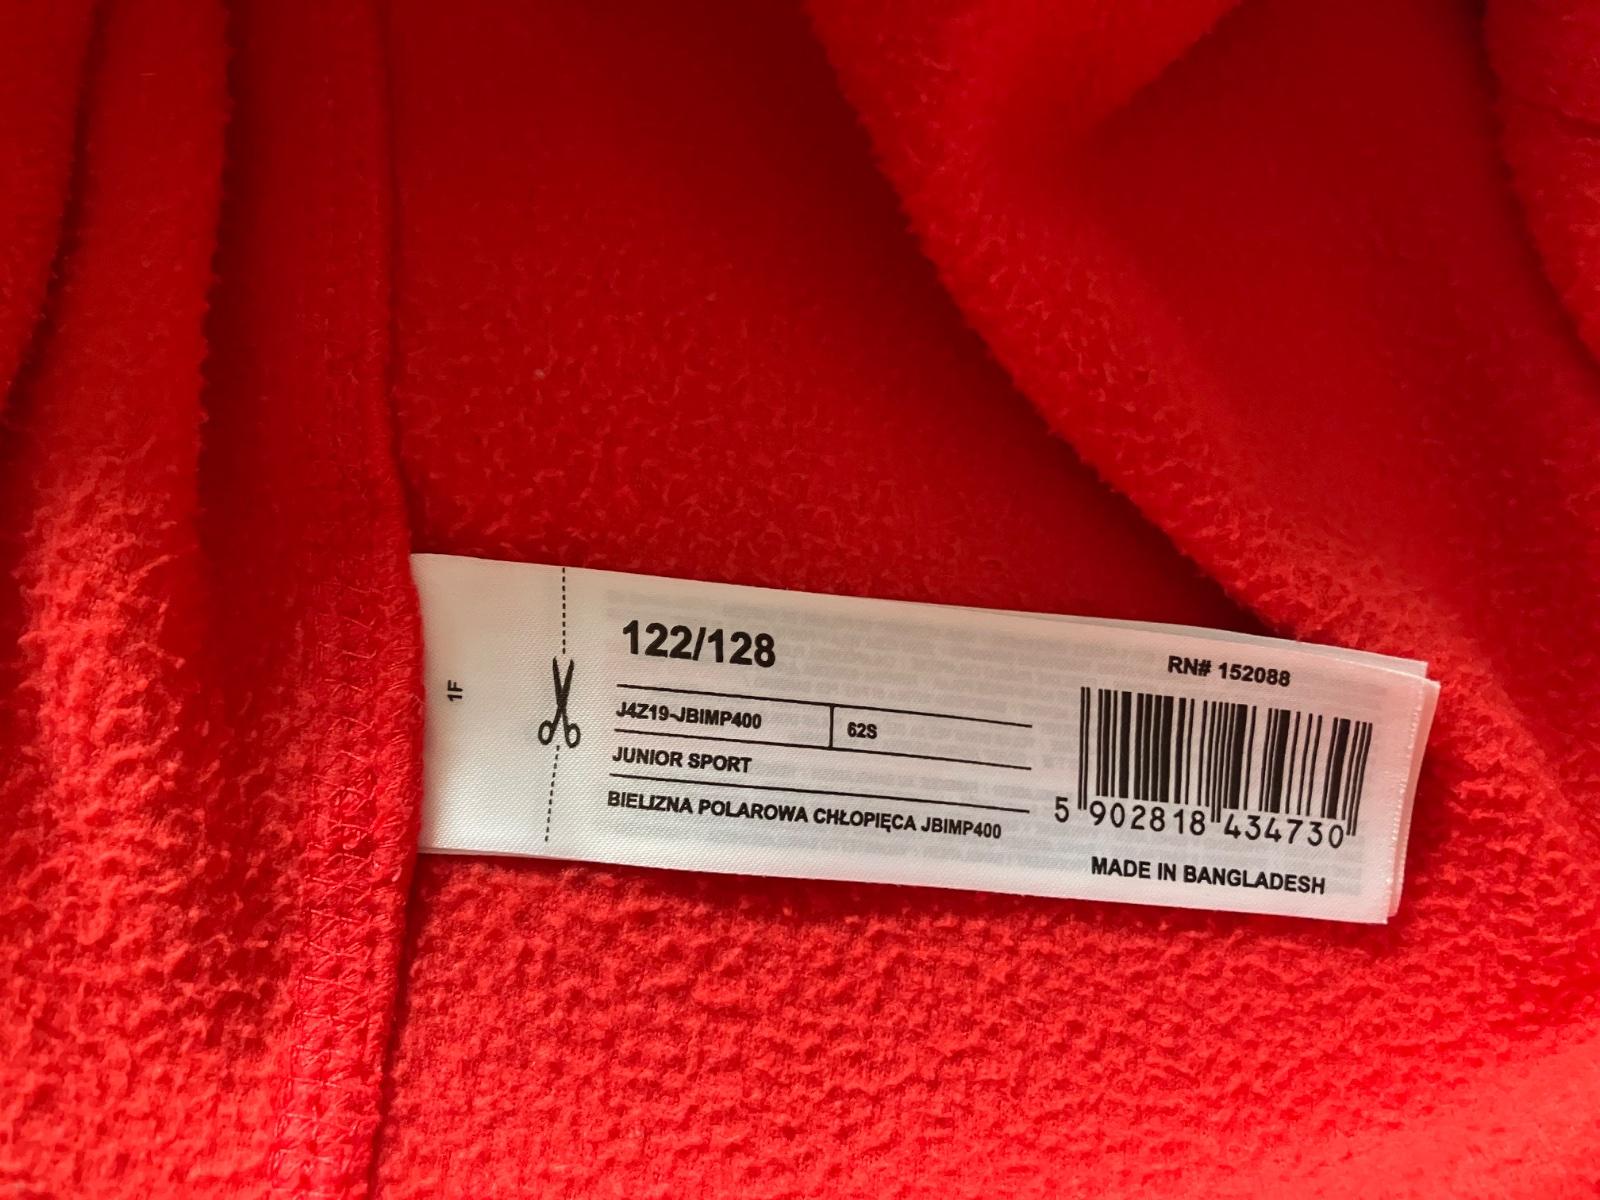 1F
122/128
J4Z19-JBIMP400 62S
JUNIOR SPORT
BIELIZNA POLAROWA CHŁOPIĘCA JBIMP400
RN# 152088
5 902818 434730
MADE IN BANGLADESH